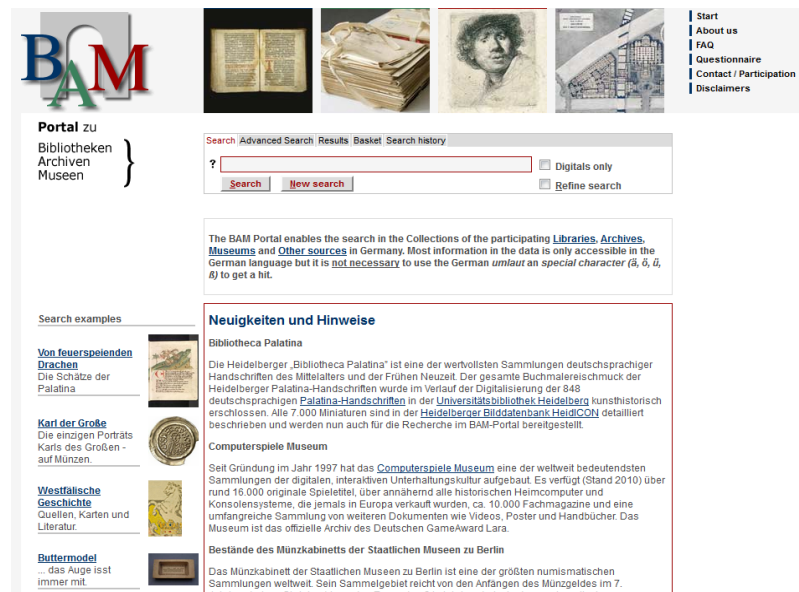 BAM
Start
About us
FAQ
Questionnaire
Contact / Participation
Disclaimers
Portal zu
Bibliotheken
Archiven
Museen
Search Advanced Search Results Basket Search history
?
Digitals only
Search New search
Refine search
The BAM Portal enables the search in the Collections of the participating Libraries, Archives,
Museums and Other sources in Germany. Most information in the data is only accessible in the
German language but it is not necessary to use the German umlaut an special character (ä, ö, ü,
ß) to get a hit.
Search examples
Von feuerspeienden
Drachen
Die Schätze der
Palatina
Karl der Große
Die einzigen Porträts
Karls des Großen -
auf Münzen.
Westfälische
Geschichte
Quellen, Karten und
Literatur.
Buttermodel
... das Auge isst
immer mit.
Neuigkeiten und Hinweise
Bibliotheca Palatina
Die Heidelberger „Bibliotheca Palatina" ist eine der wertvollsten Sammlungen deutschsprachiger
Handschriften des Mittelalters und der Frühen Neuzeit. Der gesamte Buchmalereischmuck der
Heidelberger Palatina-Handschriften wurde im Verlauf der Digitalisierung der 848
deutschsprachigen Palatina-Handschriften in der Universitätsbibliothek Heidelberg kunsthistorisch
erschlossen. Alle 7.000 Miniaturen sind in der Heidelberger Bilddatenbank HeidICON detailliert
beschrieben und werden nun auch für die Recherche im BAM-Portal bereitgestellt.
Computerspiele Museum
Seit Gründung im Jahr 1997 hat das Computerspiele Museum eine der weltweit bedeutendsten
Sammlungen der digitalen, interaktiven Unterhaltungskultur aufgebaut. Es verfügt (Stand 2010) über
rund 16.000 originale Spieletitel, über annähernd alle historischen Heimcomputer und
Konsolensysteme, die jemals in Europa verkauft wurden, ca. 10.000 Fachmagazine und eine
umfangreiche Sammlung von weiteren Dokumenten wie Videos, Poster und Handbücher. Das
Museum ist das offizielle Archiv des Deutschen GameAward Lara.
Bestände des Münzkabinetts der Staatlichen Museen zu Berlin
Das Münzkabinett der Staatlichen Museen zu Berlin ist eine der größten numismatischen
Sammlungen weltweit. Sein Sammelgebiet reicht von den Anfängen des Münzgeldes im 7.